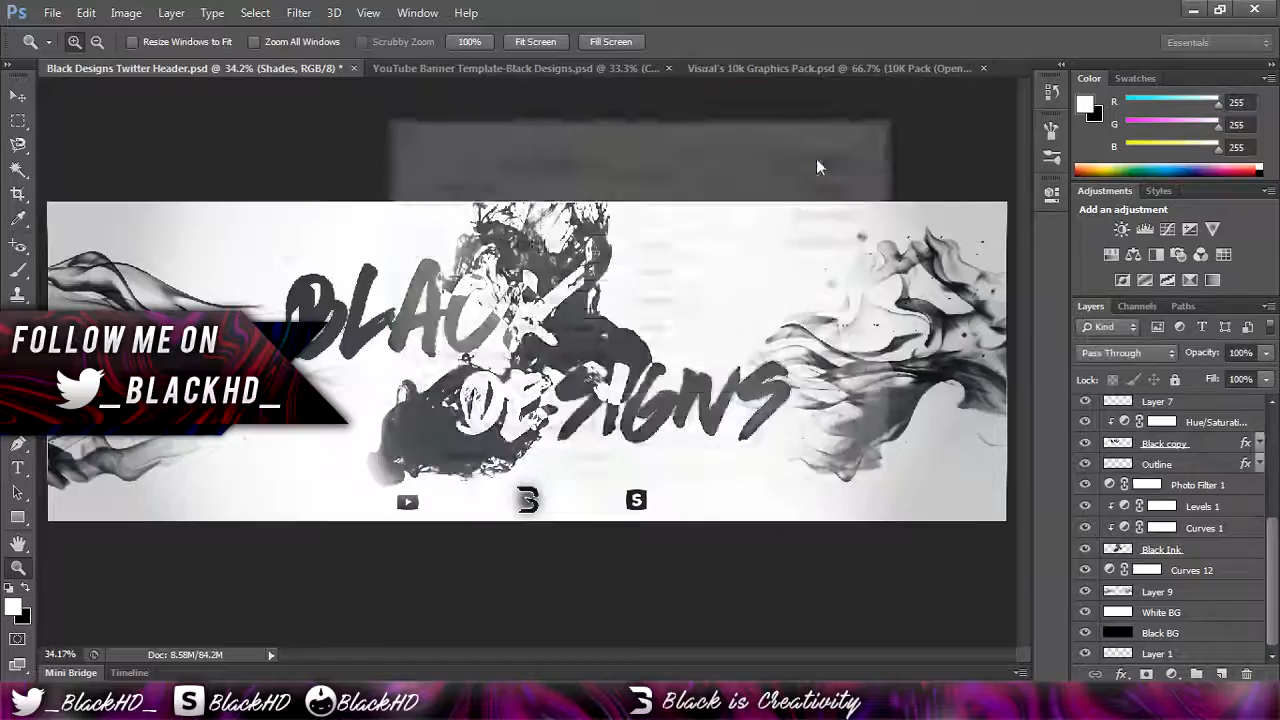 Ps File Edit Image Layer Type Select Filter 3D View Window Help
Resize Windows to Fit Zoom All Windows Scrubby Zoom 100% Fit Screen Fill Screen Essentials
Black Designs Twitter Header.psd @ 34.2% (Shades, RGB/8) * × YouTube Banner Template-Black Designs.psd @ 33.3% (C... × Visual's 10k Graphics Pack.psd @ 66.7% (10K Pack (Open... ×
Color Swatches
R 255
G 255
B 255
Adjustments Styles
Add an adjustment
Layers Channels Paths
Kind
Pass Through Opacity: 100%
Lock: Fill: 100%
Layer 7
Hue/Saturati...
Black copy fx
Outline fx
Photo Filter 1
Levels 1
Curves 1
Black Ink
Curves 12
Layer 9
White BG
Black BG
Layer 1
BLACK
DESIGNS
FOLLOW ME ON
_BLACKHD_
34.17% Doc: 8.58M/84.2M
Mini Bridge Timeline
_BlackHD_ BlackHD BlackHD Black is Creativity